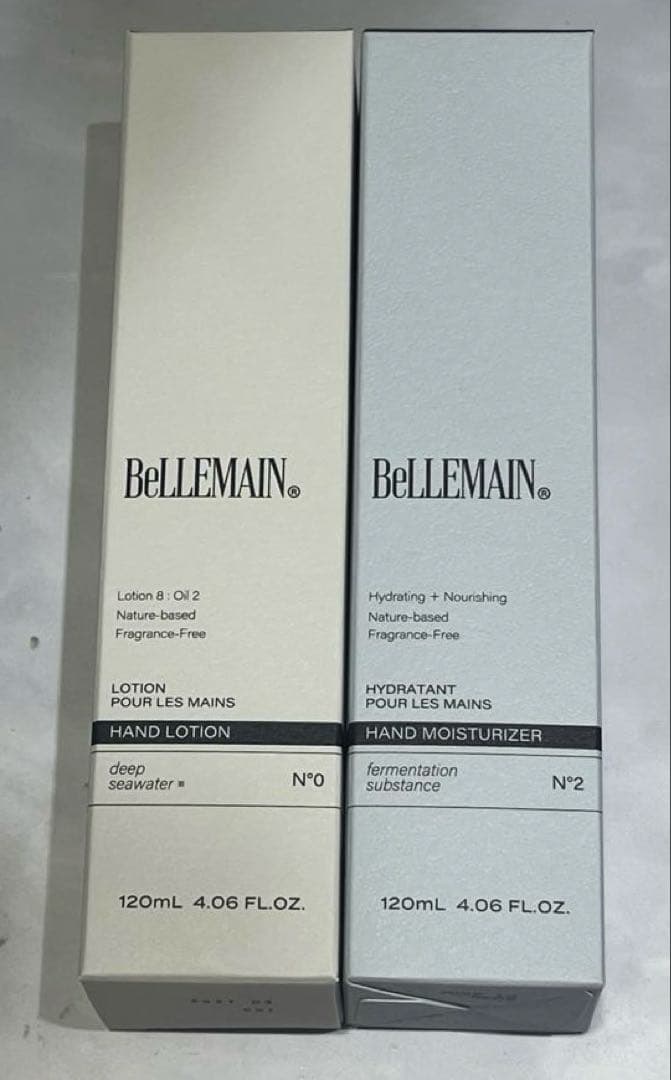 BeLLEMAIN®
Lotion 8 : Oil 2
Nature-based
Fragrance-Free
LOTION
POUR LES MAINS
HAND LOTION
deep
seawater
N°0
120mL 4.06 FL.OZ.
BeLLEMAIN®
Hydrating + Nourishing
Nature-based
Fragrance-Free
HYDRATANT
POUR LES MAINS
HAND MOISTURIZER
fermentation
substance
N°2
120mL 4.06 FL.OZ.